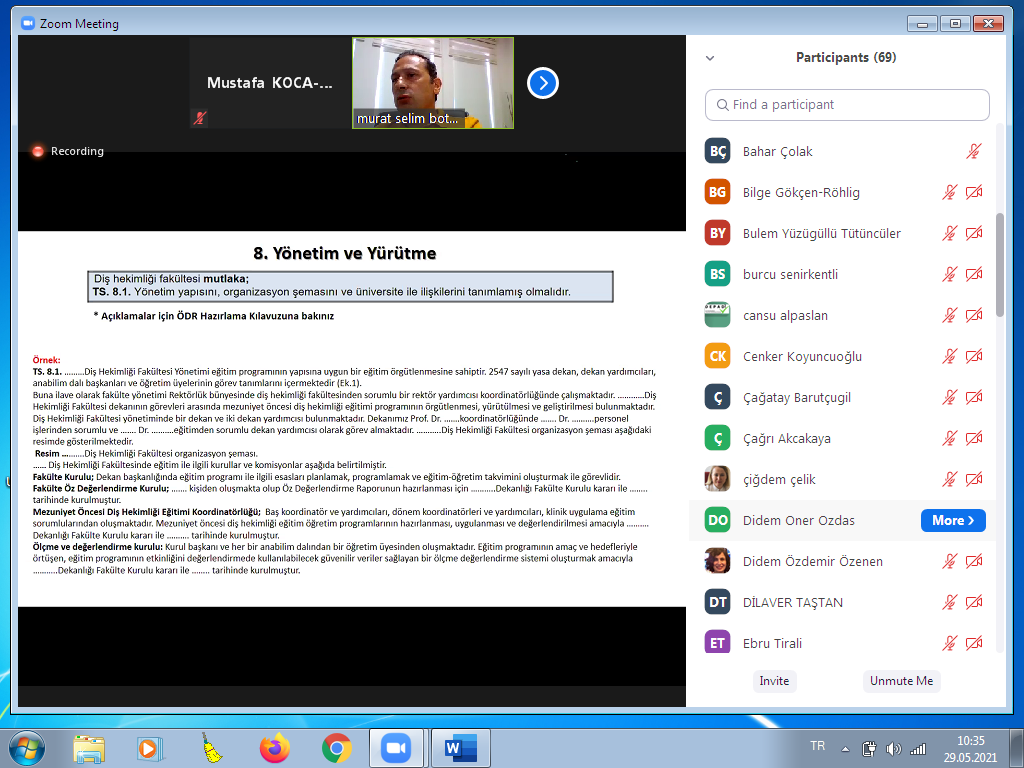 Zoom Meeting
Mustafa KOCA-...
murat selim bot...
Recording
8. Yönetim ve Yürütme
Diş hekimliği fakültesi mutlaka;
TS. 8.1. Yönetim yapısını, organizasyon şemasını ve üniversite ile ilişkilerini tanımlamış olmalıdır.
* Açıklamalar için ÖDR Hazırlama Kılavuzuna bakınız
Örnek:
TS. 8.1. .........Diş Hekimliği Fakültesi Yönetimi eğitim programının yapısına uygun bir eğitim örgütlenmesine sahiptir. 2547 sayılı yasa dekan, dekan yardımcıları,
anabilim dalı başkanları ve öğretim üyelerinin görev tanımlarını içermektedir (Ek.1).
Buna ilave olarak fakülte yönetimi Rektörlük bünyesinde diş hekimliği fakültesinden sorumlu bir rektör yardımcısı koordinatörlüğünde çalışmaktadır. ............Diş
Hekimliği Fakültesi dekanının görevleri arasında mezuniyet öncesi diş hekimliği eğitimi programının örgütlenmesi, yürütülmesi ve geliştirilmesi bulunmaktadır.
Diş Hekimliği Fakültesi yönetiminde bir dekan ve iki dekan yardımcısı bulunmaktadır. Dekanımız Prof. Dr. ......koordinatörlüğünde ....... Dr. ..........personel
işlerinden sorumlu ve ....... Dr. ..........eğitimden sorumlu dekan yardımcısı olarak görev almaktadır. ...........Diş Hekimliği Fakültesi organizasyon şeması aşağıdaki
resimde gösterilmektedir.
Resim ...........Diş Hekimliği Fakültesi organizasyon şeması.
...... Diş Hekimliği Fakültesinde eğitim ile ilgili kurullar ve komisyonlar aşağıda belirtilmiştir.
Fakülte Kurulu; Dekan başkanlığında eğitim programı ile ilgili esasları planlamak, programlamak ve eğitim-öğretim takvimini oluşturmak ile görevlidir.
Fakülte Öz Değerlendirme Kurulu; ....... kişiden oluşmakta olup Öz Değerlendirme Raporunun hazırlanması için ...........Dekanlığı Fakülte Kurulu kararı ile ........
tarihinde kurulmuştur.
Mezuniyet Öncesi Diş Hekimliği Eğitimi Koordinatörlüğü; Baş koordinatör ve yardımcıları, dönem koordinatörleri ve yardımcıları, klinik uygulama eğitim
sorumlularından oluşmaktadır. Mezuniyet öncesi diş hekimliği eğitim öğretim programlarının hazırlanması, uygulanması ve değerlendirilmesi amacıyla ..........
Dekanlığı Fakülte Kurulu kararı ile .......... tarihinde kurulmuştur.
Ölçme ve değerlendirme kurulu: Kurul başkanı ve her bir anabilim dalından bir öğretim üyesinden oluşmaktadır. Eğitim programının amaç ve hedefleriyle
örtüşen, eğitim programının etkinliğini değerlendirmede kullanılabilecek güvenilir veriler sağlayan bir ölçme değerlendirme sistemi oluşturmak amacıyla
...........Dekanlığı Fakülte Kurulu kararı ile ........ tarihinde kurulmuştur.
Participants (69)
Find a participant
BÇ Bahar Çolak
BG Bilge Gökçen-Röhlig
BY Bulem Yüzügüllü Tütüncüler
BS burcu senirkentli
cansu alpaslan
CK Cenker Koyuncuoğlu
Ç Çağatay Barutçugil
Ç Çağrı Akcakaya
çiğdem çelik
DO Didem Oner Ozdas More >
Didem Özdemir Özenen
DT DİLAVER TAŞTAN
ET Ebru Tirali
Invite Unmute Me
TR
10:35
29.05.2021